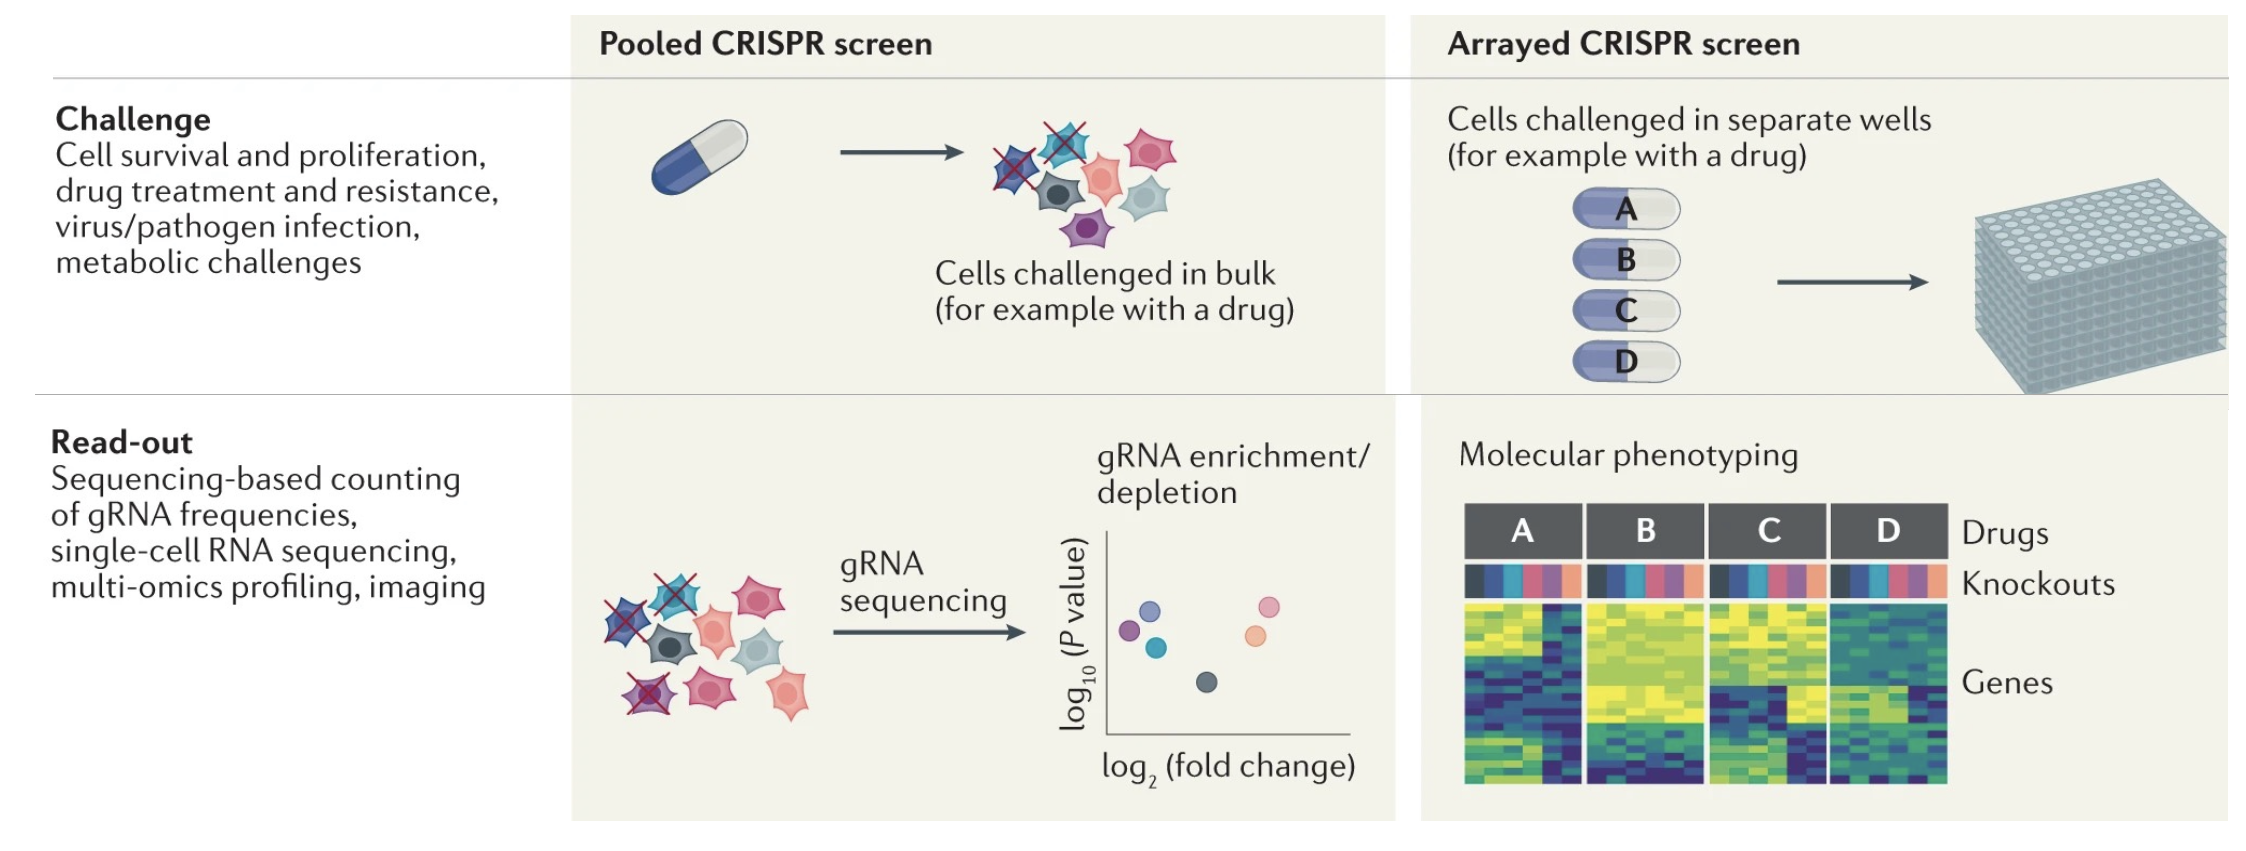 Pooled CRISPR screen
Arrayed CRISPR screen
Challenge
Cell survival and proliferation,
drug treatment and resistance,
virus/pathogen infection,
metabolic challenges
Cells challenged in bulk
(for example with a drug)
Cells challenged in separate wells
(for example with a drug)
A
B
C
D
Read-out
Sequencing-based counting
of gRNA frequencies,
single-cell RNA sequencing,
multi-omics profiling, imaging
gRNA
sequencing
gRNA enrichment/
depletion
log10 (P value)
log2 (fold change)
Molecular phenotyping
A B C D Drugs
Knockouts
Genes